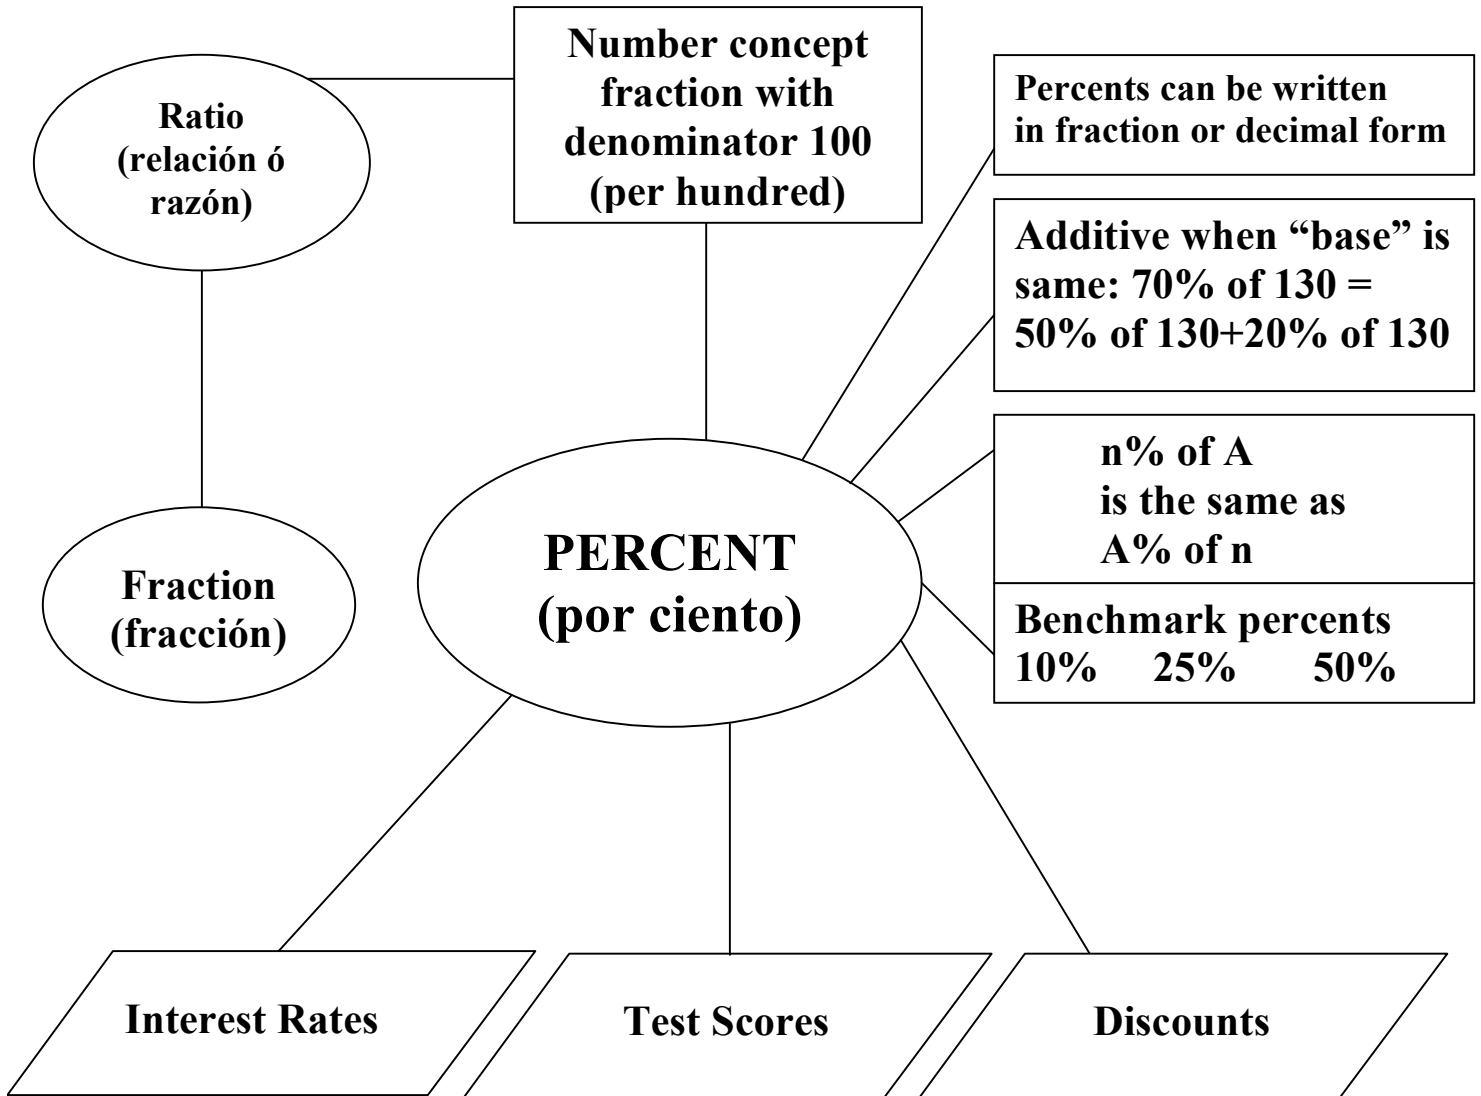 Number concept
fraction with
denominator 100
(per hundred)
Ratio
(relación ó
razón)
Percents can be written
in fraction or decimal form
Additive when “base” is
same: 70% of 130 =
50% of 130+20% of 130
n% of A
is the same as
A% of n
Benchmark percents
10% 25% 50%
PERCENT
(por ciento)
Fraction
(fracción)
Interest Rates
Test Scores
Discounts